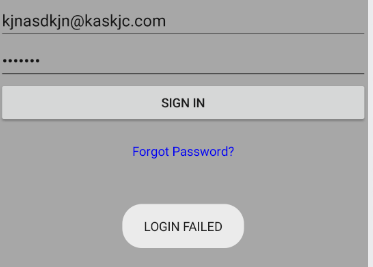 kjnasdkjn@kaskjc.com
•••••••
SIGN IN
Forgot Password?
LOGIN FAILED